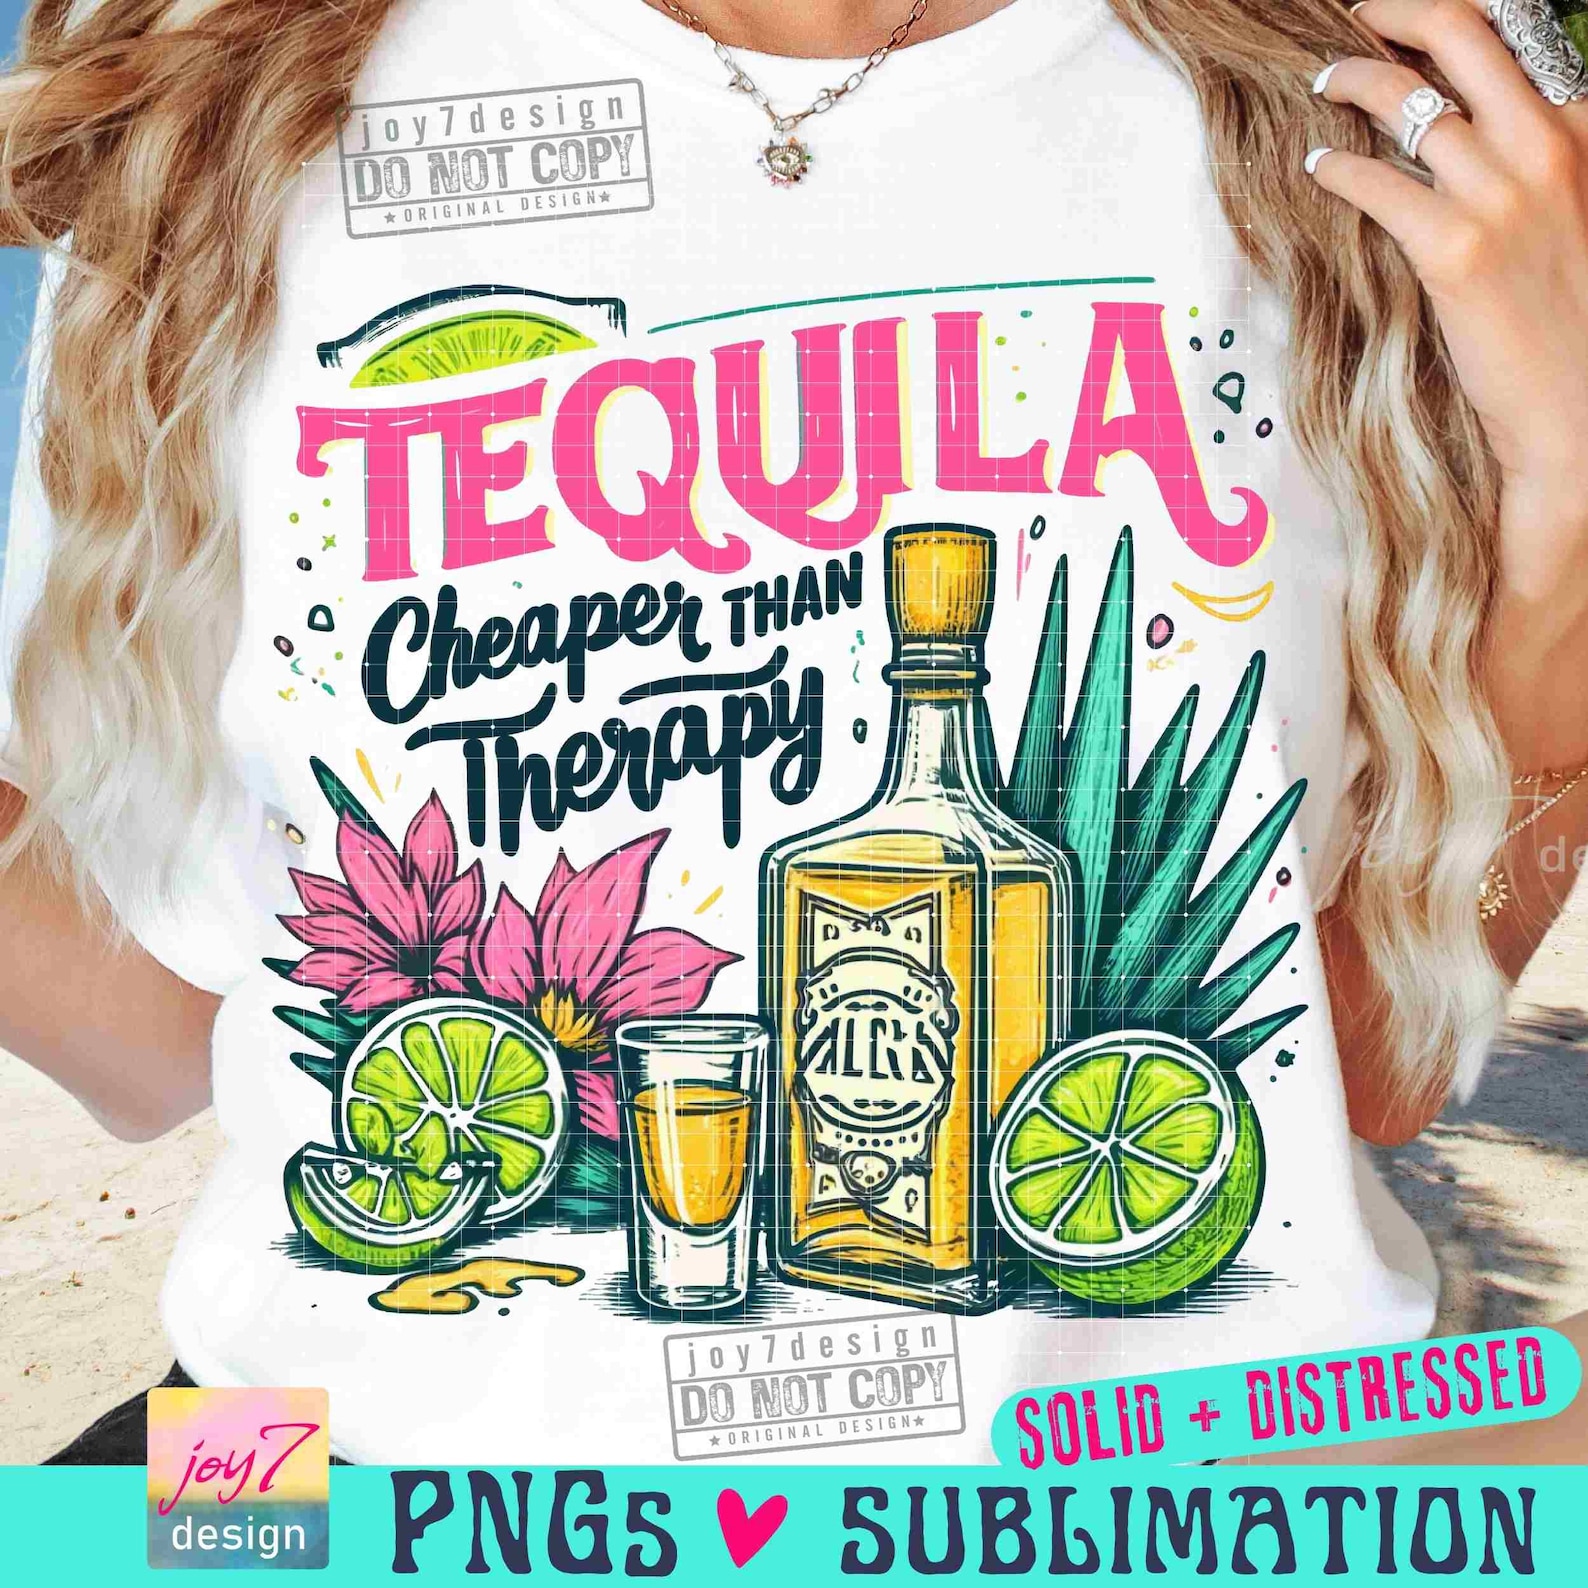 joy7design
DO NOT COPY
★ORIGINAL DESIGN★
TEQUILA
Cheaper THAN
Therapy
joy7design
DO NOT COPY
★ORIGINAL DESIGN★
SOLID + DISTRESSED
joy7
design
PNGs SUBLIMATION